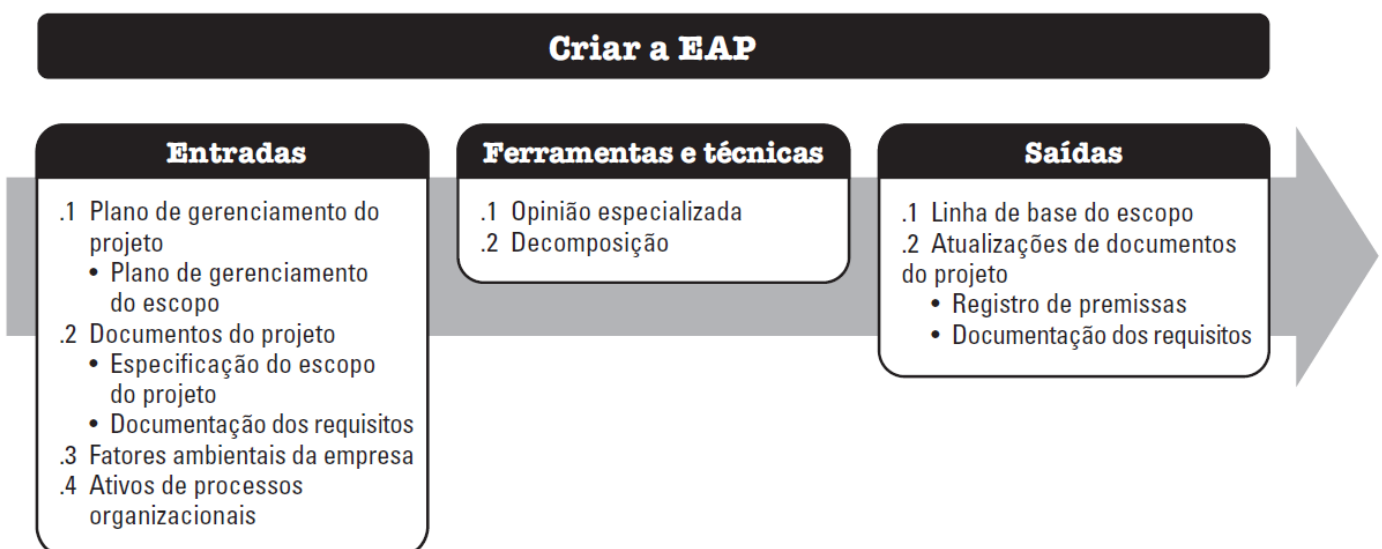 Criar a EAP
Entradas
.1 Plano de gerenciamento do
projeto
• Plano de gerenciamento
do escopo
.2 Documentos do projeto
• Especificação do escopo
do projeto
• Documentação dos requisitos
.3 Fatores ambientais da empresa
.4 Ativos de processos
organizacionais
Ferramentas e técnicas
.1 Opinião especializada
.2 Decomposição
Saídas
.1 Linha de base do escopo
.2 Atualizações de documentos
do projeto
• Registro de premissas
• Documentação dos requisitos